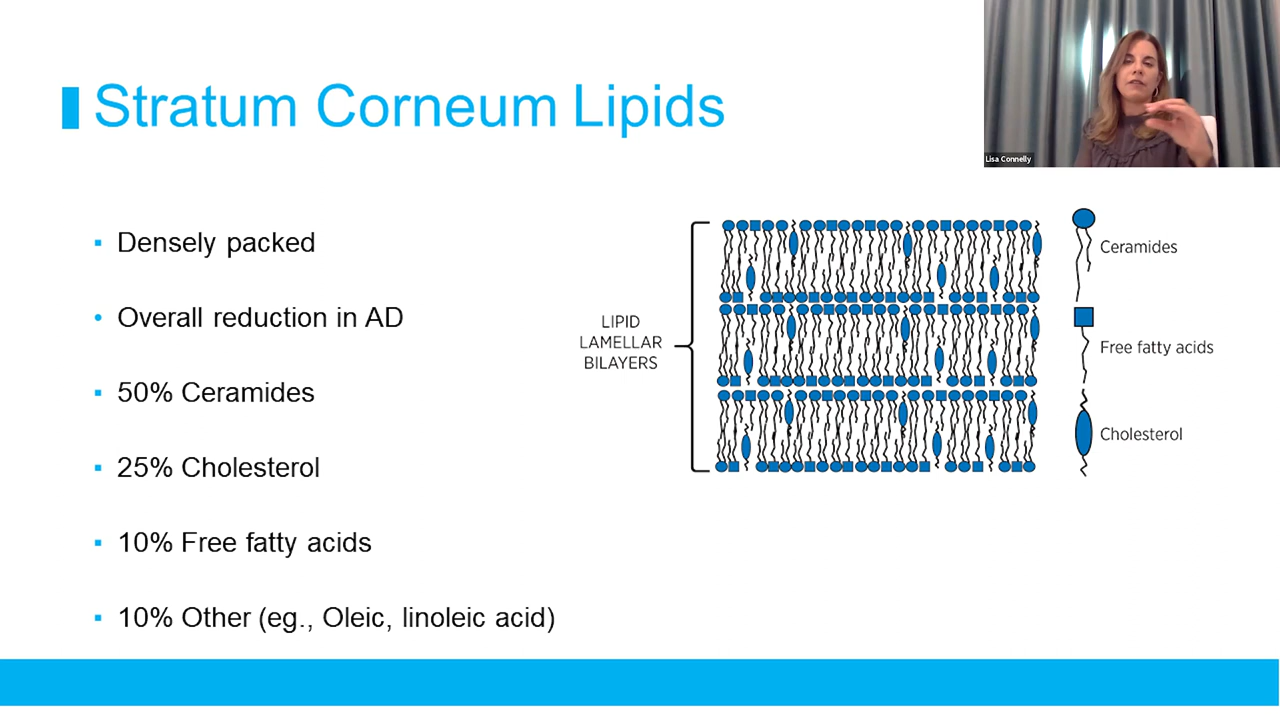 Stratum Corneum Lipids
Lisa Connelly
Densely packed
Overall reduction in AD
50% Ceramides
25% Cholesterol
10% Free fatty acids
10% Other (eg., Oleic, linoleic acid)
LIPID
LAMELLAR
BILAYERS
Ceramides
Free fatty acids
Cholesterol